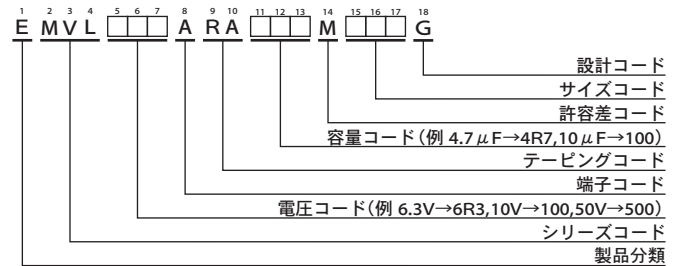 1 2 3 4 5 6 7 8 9 10 11 12 13 14 15 16 17 18
E MVL □□□ A RA □□□ M □□□ G
設計コード
サイズコード
許容差コード
容量コード(例 4.7μF→4R7,10μF→100)
テーピングコード
端子コード
電圧コード(例 6.3V→6R3,10V→100,50V→500)
シリーズコード
製品分類